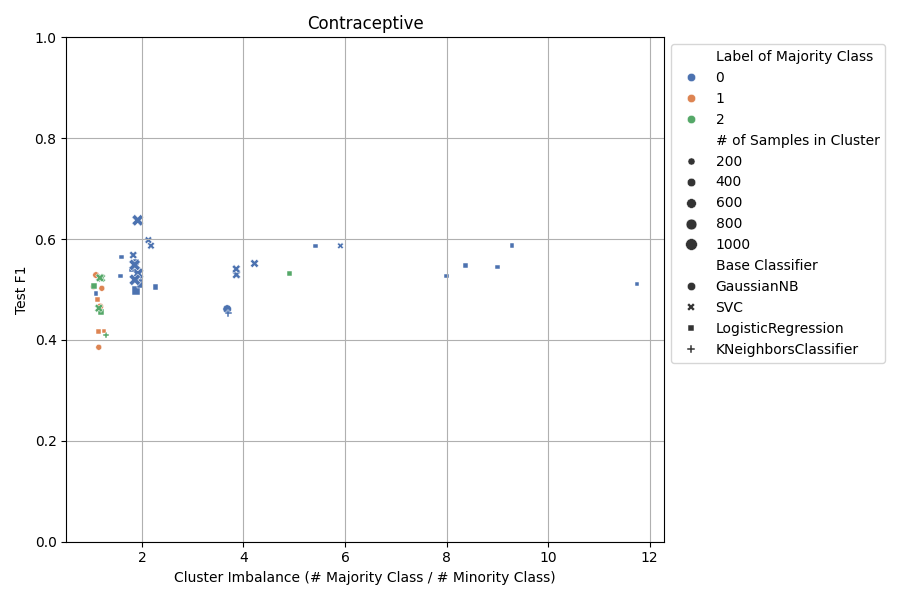 Contraceptive
1.0
0.8
0.6
0.4
0.2
0.0
Test F1
2
4
6
8
10
12
Cluster Imbalance (# Majority Class / # Minority Class)
Label of Majority Class
0
1
2
# of Samples in Cluster
200
400
600
800
1000
Base Classifier
GaussianNB
SVC
LogisticRegression
KNeighborsClassifier